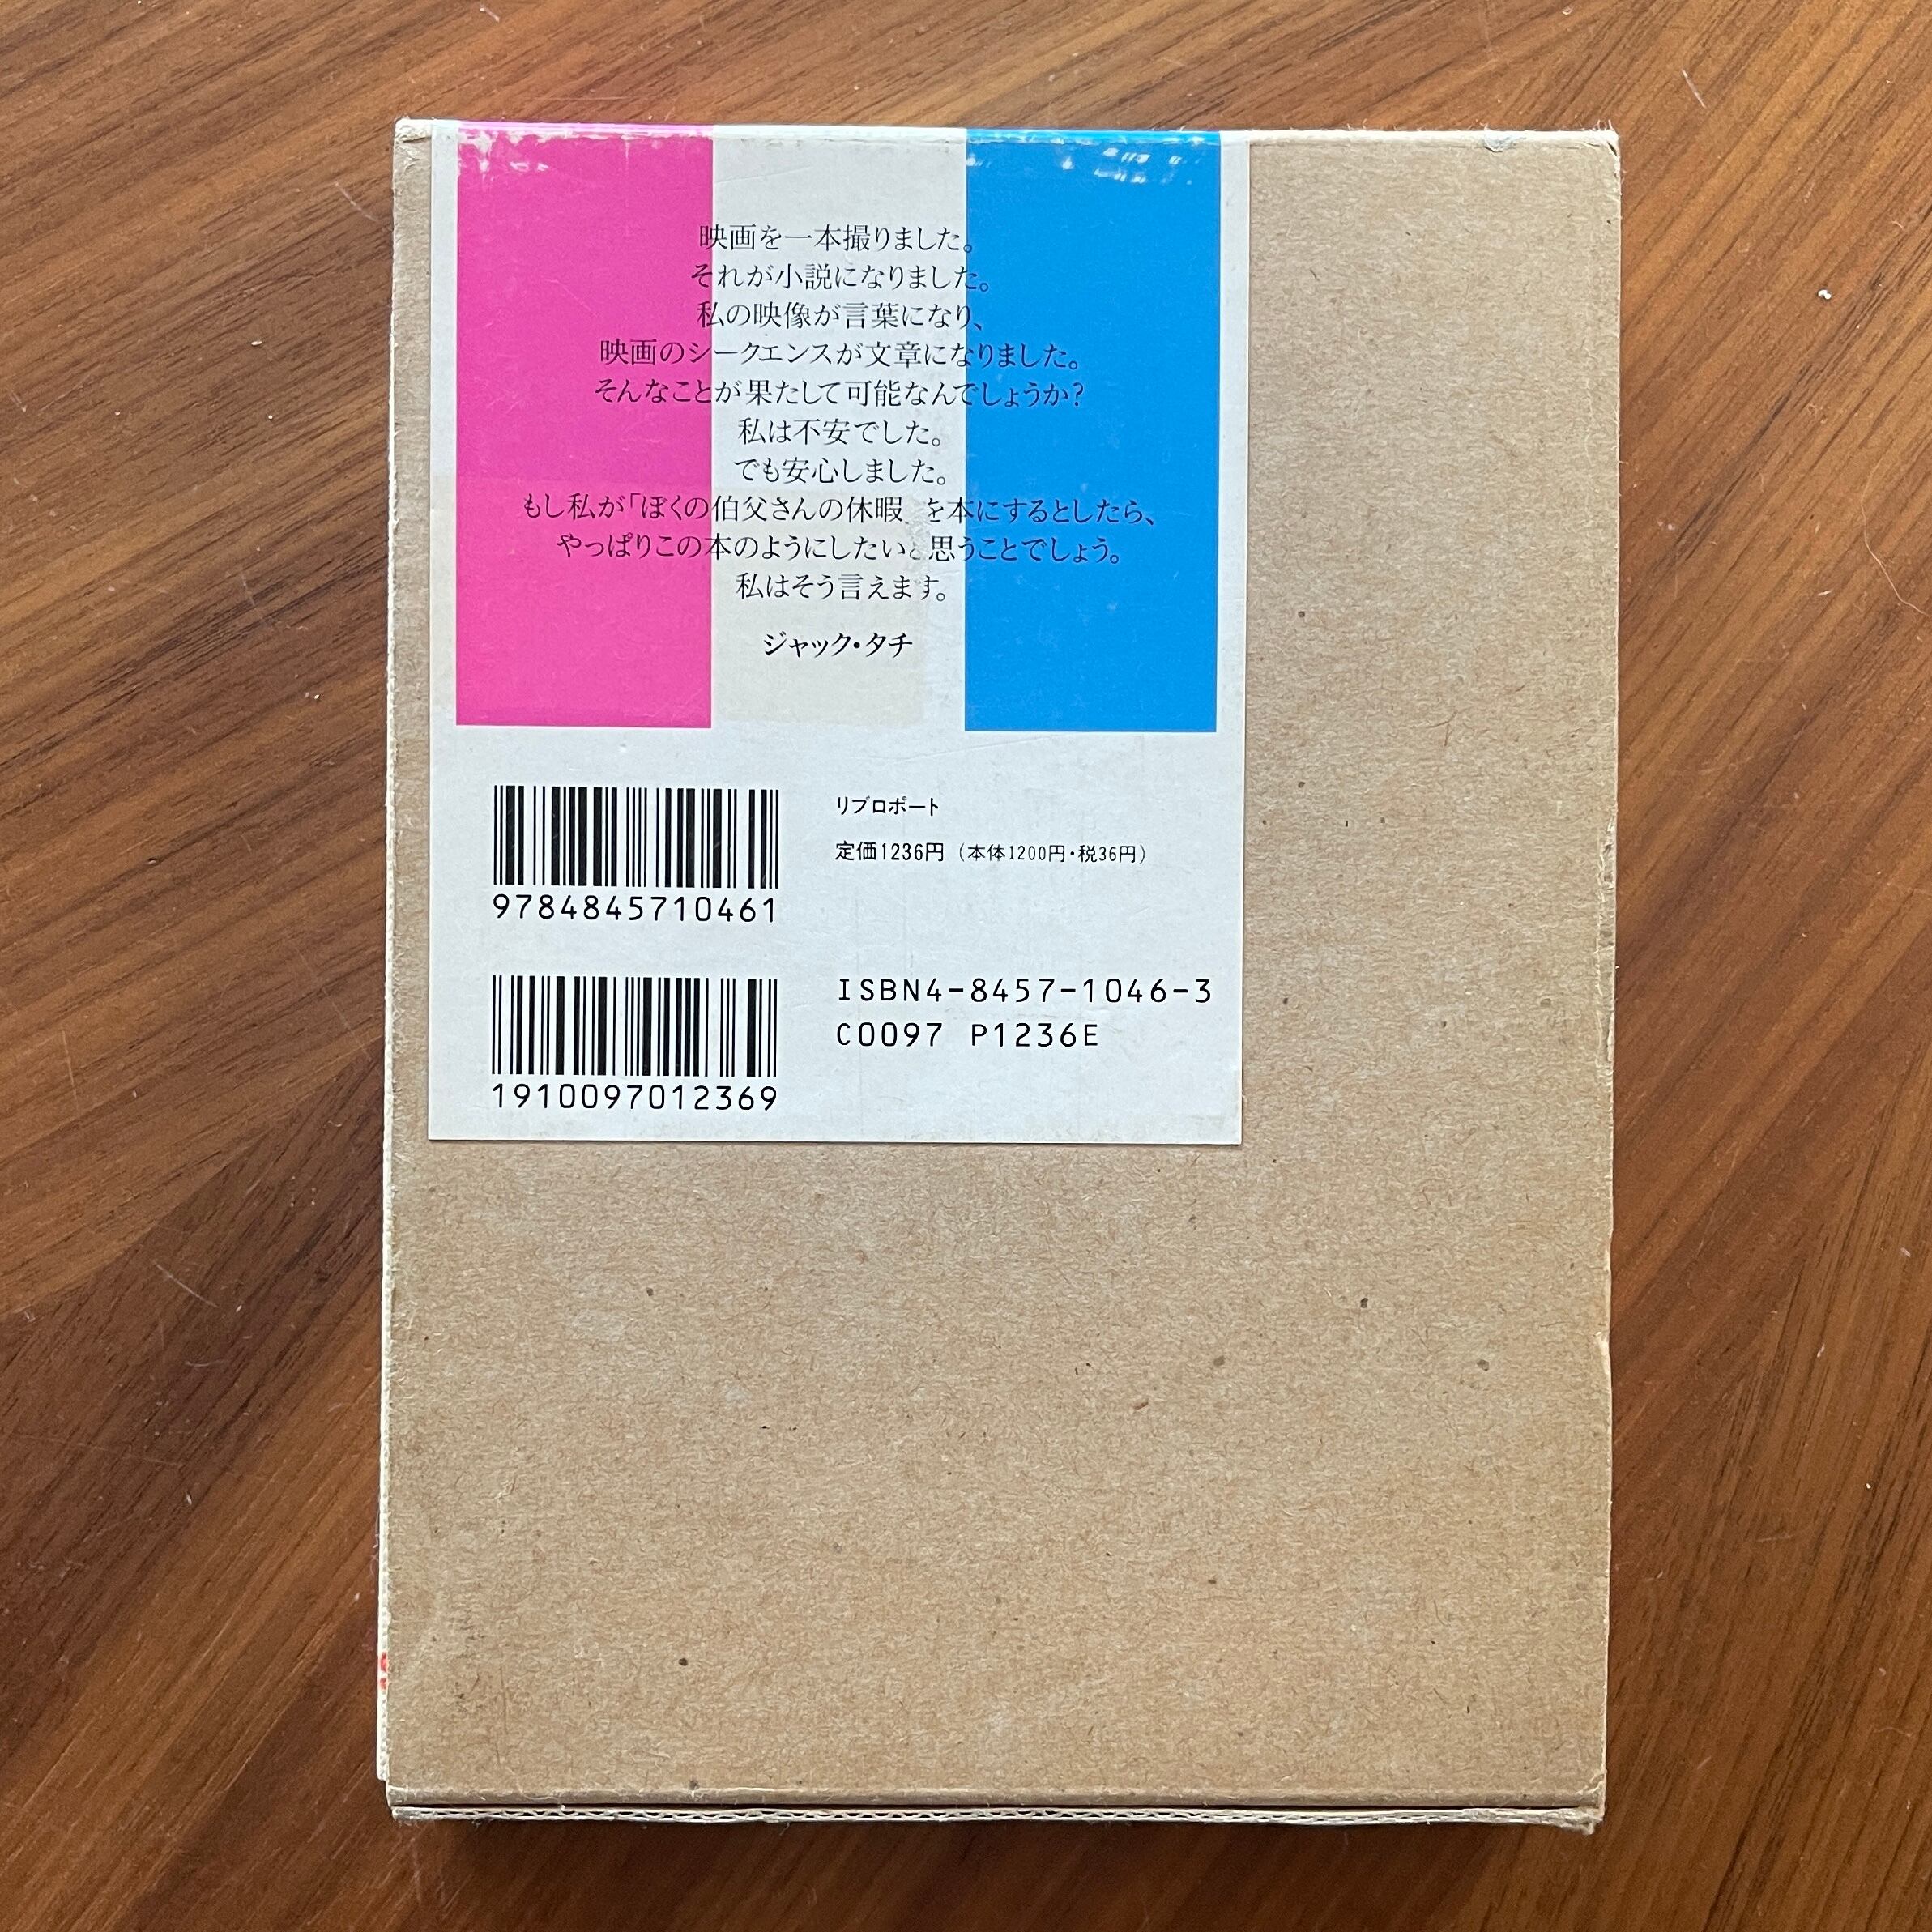 映画を一本撮りました。
それが小説になりました。
私の映像が言葉になり、
映画のシークエンスが文章になりました。
そんなことが果たして可能なんでしょうか?
私は不安でした。
でも安心しました。
もし私が「ぼくの伯父さんの休暇 を本にするとしたら、
やっぱりこの本のようにしたいと思うことでしょう。
私はそう言えます。
ジャック・タチ
9784845710461
リブロポート
定価1236円(本体1200円・税36円)
1910097012369
ISBN4-8457-1046-3
C0097 P1236E